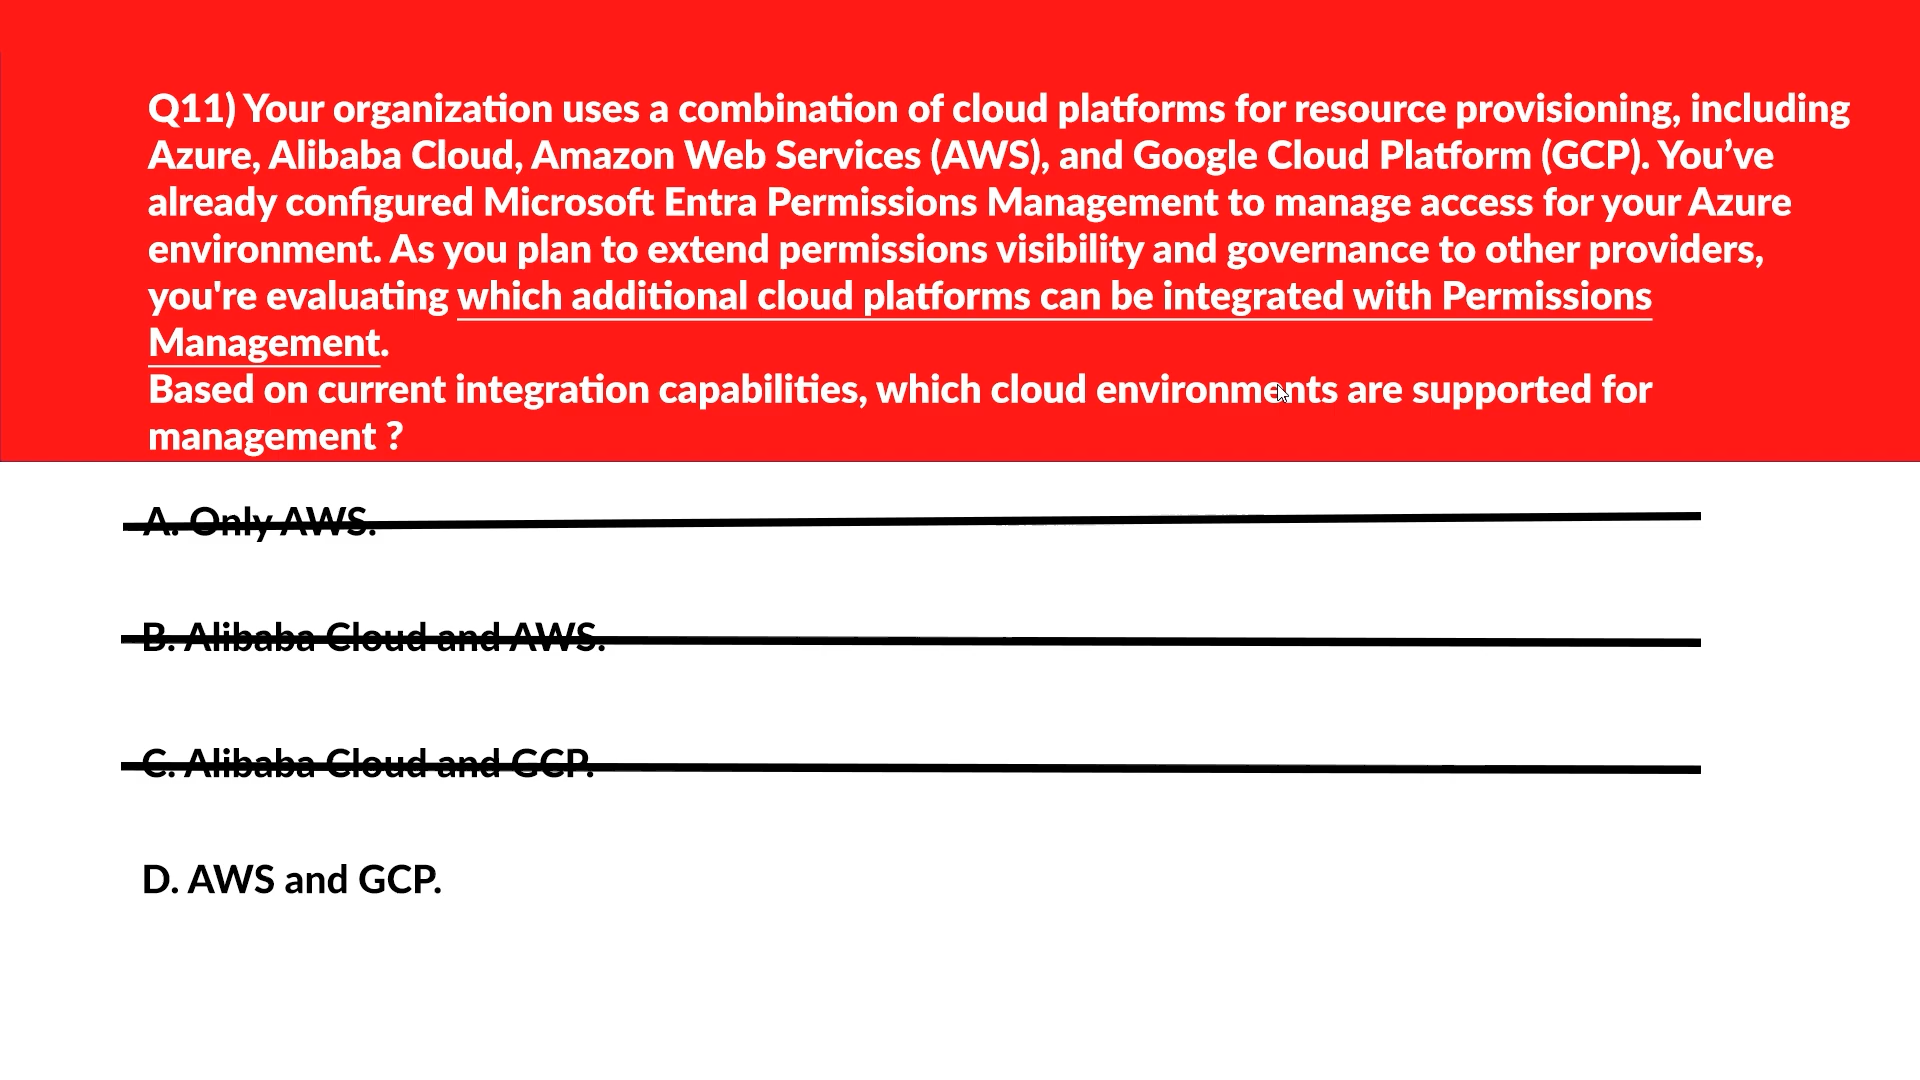 Q11) Your organization uses a combination of cloud platforms for resource provisioning, including
Azure, Alibaba Cloud, Amazon Web Services (AWS), and Google Cloud Platform (GCP). You’ve
already configured Microsoft Entra Permissions Management to manage access for your Azure
environment. As you plan to extend permissions visibility and governance to other providers,
you're evaluating which additional cloud platforms can be integrated with Permissions
Management.
Based on current integration capabilities, which cloud environments are supported for
management ?
A. Only AWS.
B. Alibaba Cloud and AWS.
C. Alibaba Cloud and GCP.
D. AWS and GCP.